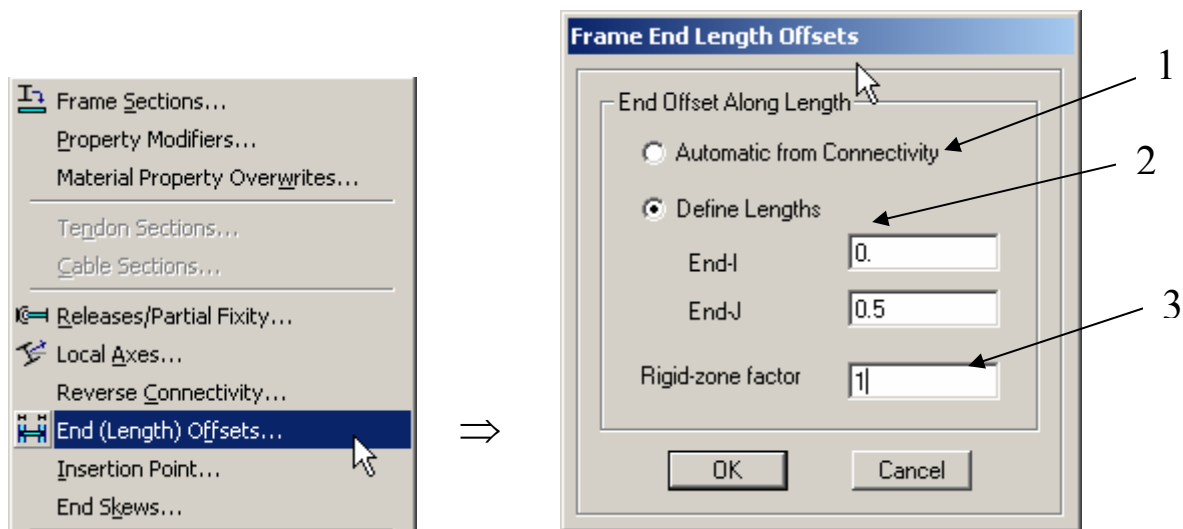 Frame Sections...
Property Modifiers...
Material Property Overwrites...
Tendon Sections...
Cable Sections...
Releases/Partial Fixity...
Local Axes...
Reverse Connectivity...
End (Length) Offsets...
Insertion Point...
End Skews...
⇒
Frame End Length Offsets
End Offset Along Length
Automatic from Connectivity
Define Lengths
End-I 0.
End-J 0.5
Rigid-zone factor 1
OK Cancel
1
2
3